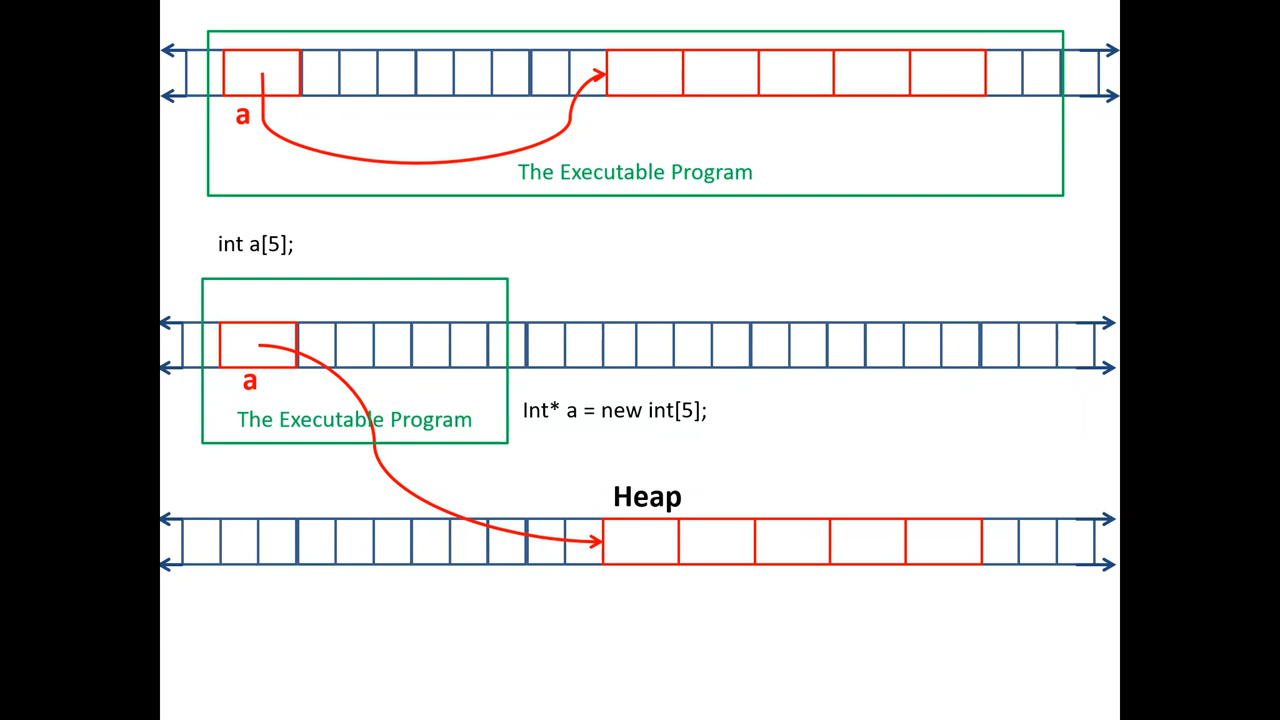 a
The Executable Program
int a[5];
a
The Executable Program
Int* a = new int[5];
Heap